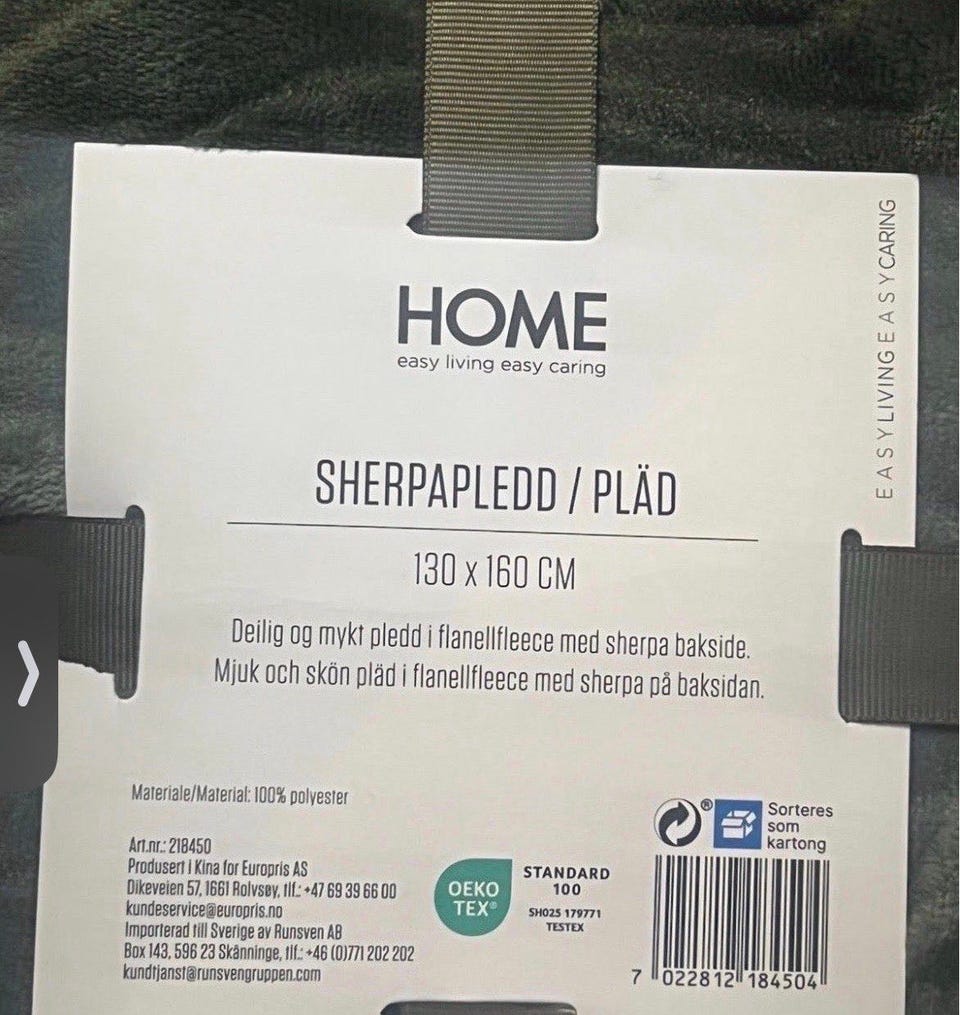 HOME
easy living easy caring
EASY LIVING EASY CARING
SHERPAPLEDD / PLÄD
130 x 160 CM
Deilig og mykt pledd i flanellfleece med sherpa bakside.
Mjuk och skön pläd i flanellfleece med sherpa på baksidan.
Materiale/Material: 100% polyester
Art.nr.: 218450
Produsert i Kina for Europris AS
Dikeveien 57, 1661 Rolvsøy, tlf.: +47 69 39 66 00
kundeservice@europris.no
Importerad till Sverige av Runsven AB
Box 143, 596 23 Skänninge, tlf.: +46 (0)771 202 202
kundtjanst@runsvengruppen.com
OEKO
TEX®
STANDARD
100
SH025 179771
TESTEX
®
Sorteres
som
kartong
7 022812 184504